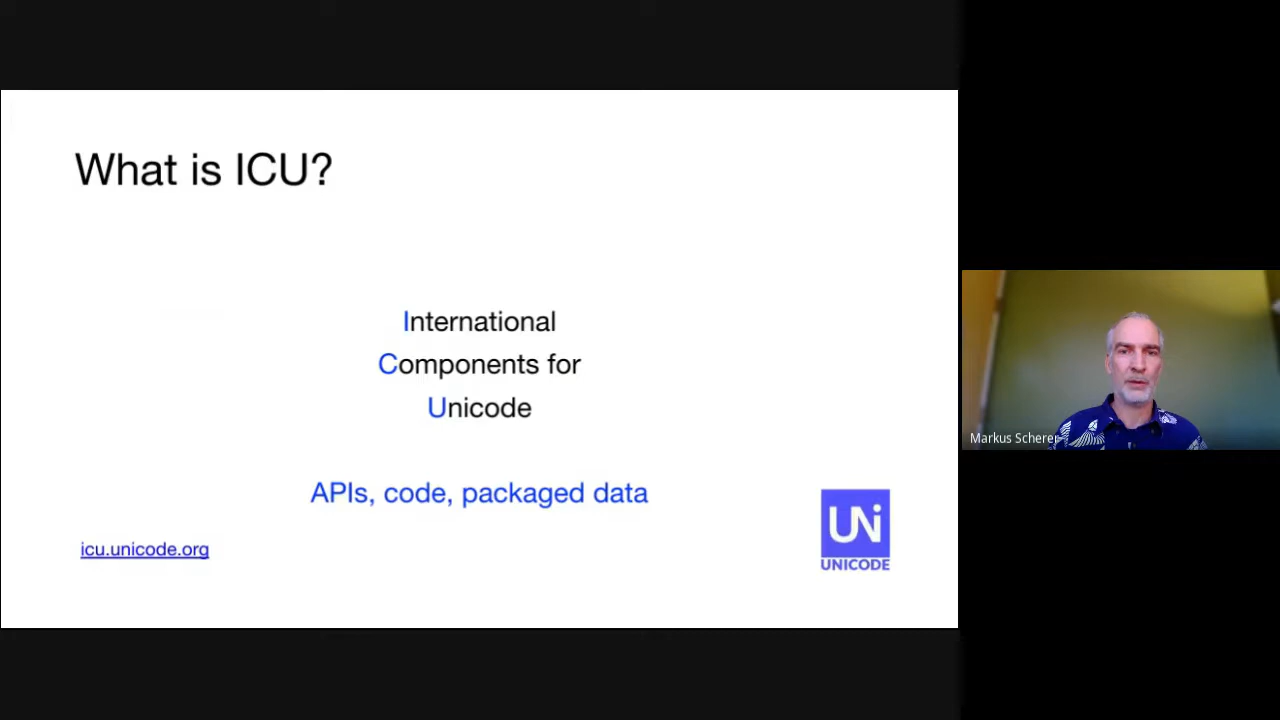 What is ICU?
International
Components for
Unicode
APIs, code, packaged data
icu.unicode.org
UNi
UNICODE
Markus Scherer